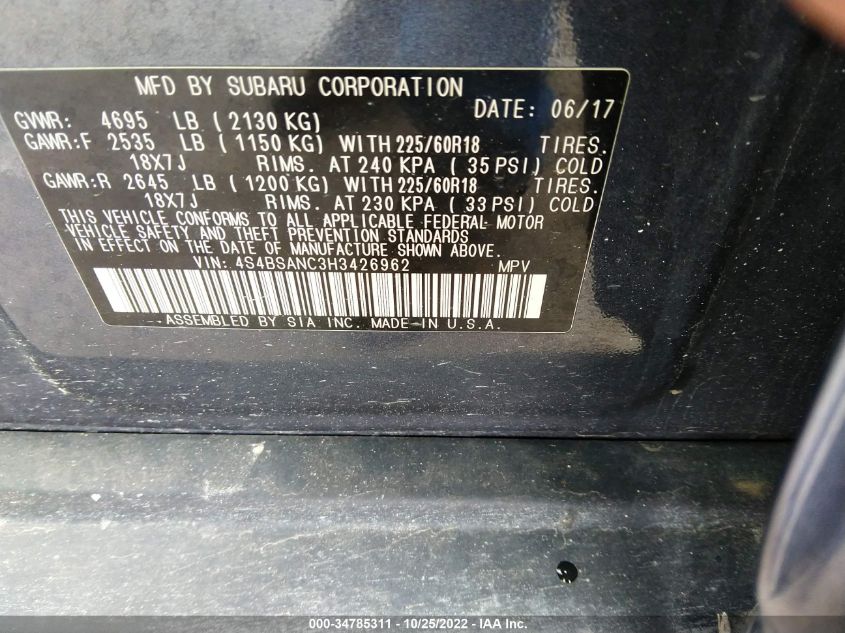 MFD BY SUBARU CORPORATION
DATE: 06/17
GVWR: 4695 LB ( 2130 KG)
GAWR:F 2535 LB ( 1150 KG) WITH 225/60R18 TIRES.
18X7J RIMS. AT 240 KPA ( 35 PSI) COLD
GAWR:R 2645 LB ( 1200 KG) WITH 225/60R18 TIRES.
18X7J RIMS. AT 230 KPA ( 33 PSI) COLD
THIS VEHICLE CONFORMS TO ALL APPLICABLE FEDERAL MOTOR
VEHICLE SAFETY AND THEFT PREVENTION STANDARDS
IN EFFECT ON THE DATE OF MANUFACTURE SHOWN ABOVE.
VIN: 4S4BSANC3H3426962 MPV
ASSEMBLED BY SIA INC. MADE IN U.S.A.
000-34785311 - 10/25/2022 - IAA Inc.